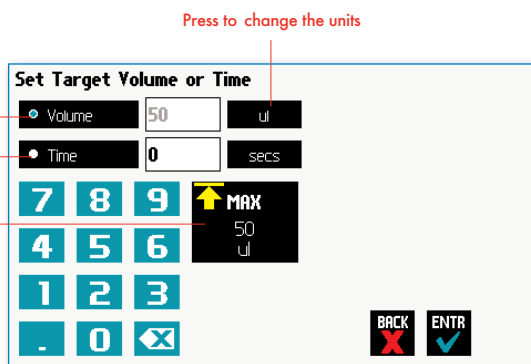 Press to change the units
Set Target Volume or Time
Volume 50 ul
Time 0 secs
7 8 9 MAX
50
4 5 6 ul
1 2 3
. 0 BACK ENTR